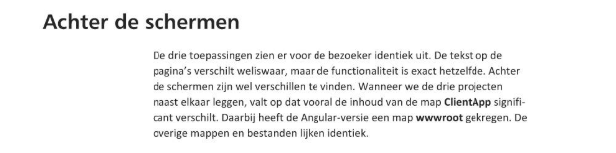 Achter de schermen
De drie toepassingen zien er voor de bezoeker identiek uit. De tekst op de
pagina's verschilt weliswaar, maar de functionaliteit is exact hetzelfde. Achter
de schermen zijn wel verschillen te vinden. Wanneer we de drie projecten
naast elkaar leggen, valt op dat vooral de inhoud van de map ClientApp signifi-
cant verschilt. Daarbij heeft de Angular-versie een map wwwroot gekregen. De
overige mappen en bestanden lijken identiek.